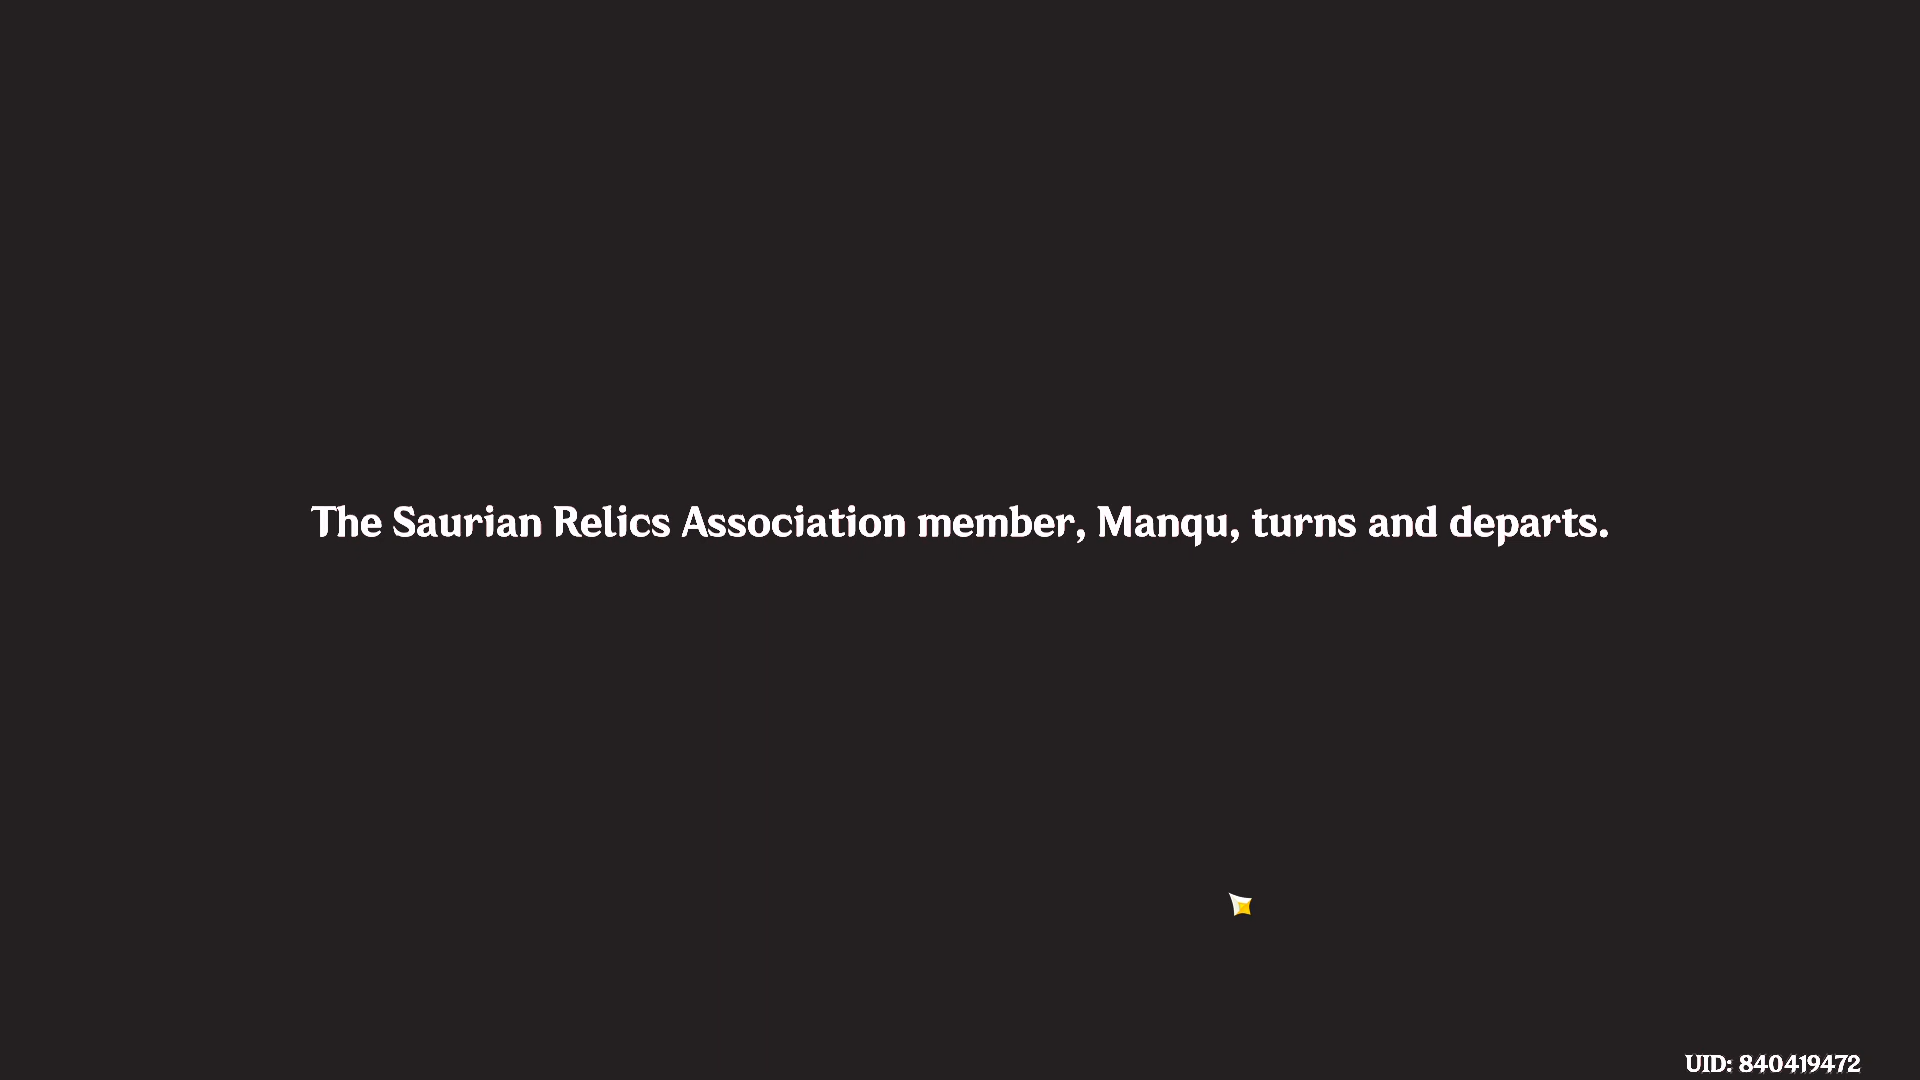 The Saurian Relics Association member, Manqu, turns and departs.
UID: 840419472